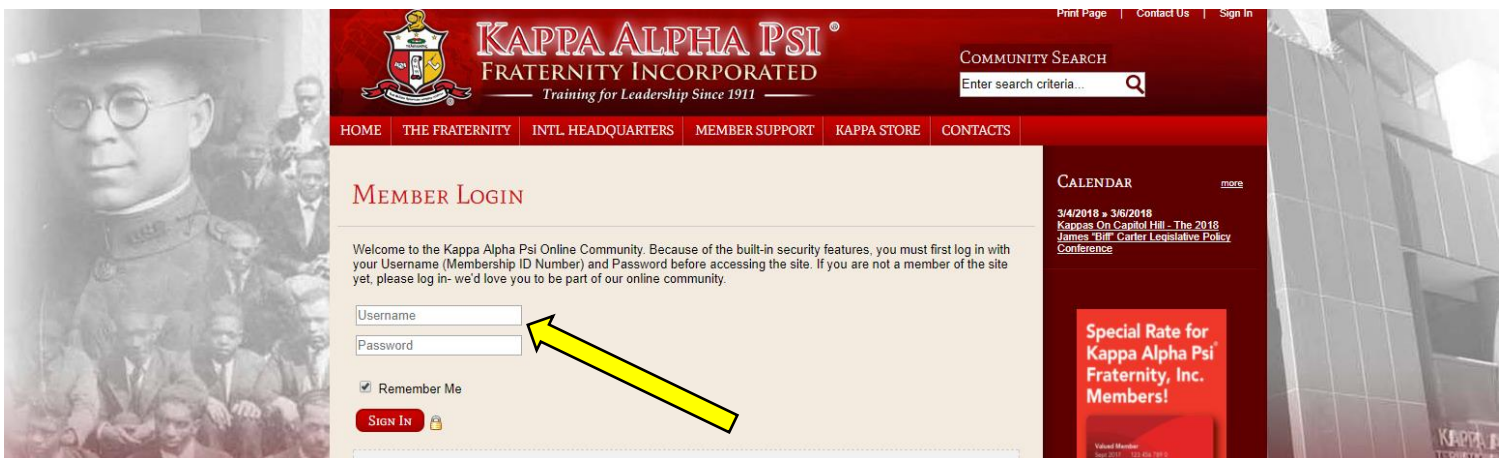 Print Page | Contact Us | Sign In
KAPPA ALPHA PSI ®
FRATERNITY INCORPORATED
Training for Leadership Since 1911
COMMUNITY SEARCH
Enter search criteria...
HOME THE FRATERNITY INTL. HEADQUARTERS MEMBER SUPPORT KAPPA STORE CONTACTS
MEMBER LOGIN
Welcome to the Kappa Alpha Psi Online Community. Because of the built-in security features, you must first log in with
your Username (Membership ID Number) and Password before accessing the site. If you are not a member of the site
yet, please log in- we'd love you to be part of our online community.
Username
Password
Remember Me
SIGN IN
CALENDAR more
3/4/2018 » 3/6/2018
Kappas On Capitol Hill - The 2018
James "Biff" Carter Legislative Policy
Conference
Special Rate for
Kappa Alpha Psi®
Fraternity, Inc.
Members!
Valued Member
KAPPA